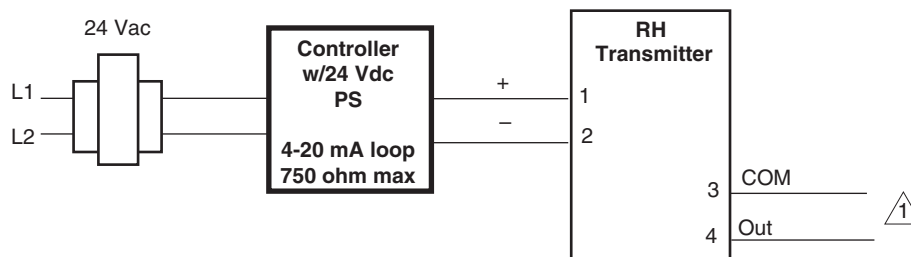 24 Vac
L1
L2
Controller
w/24 Vdc
PS
4-20 mA loop
750 ohm max
+
–
RH
Transmitter
1
2
3
COM
4
Out
1